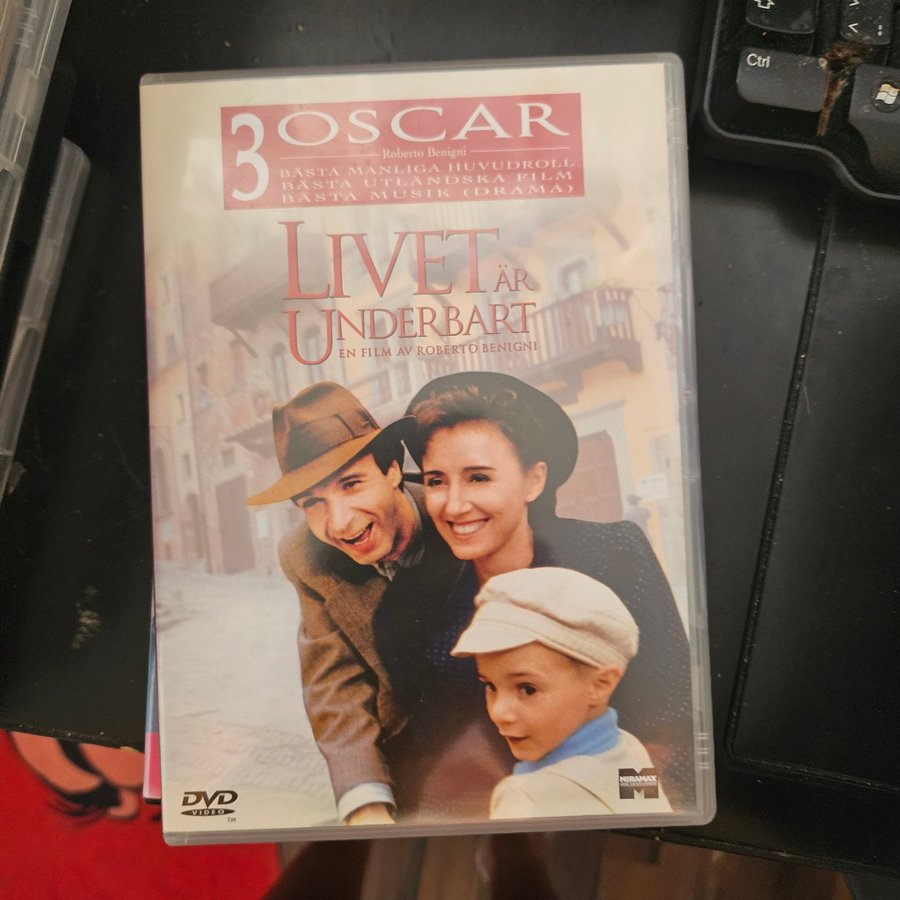 3 OSCAR
Roberto Benigni
BÄSTA MANLIGA HUVUDROLL
BÄSTA UTLÄNDSKA FILM
BÄSTA MUSIK (DRAMA)
LIVET ÄR
UNDERBART
EN FILM AV ROBERTO BENIGNI
DVD
VIDEO
TM
MIRAMAX
Ctrl